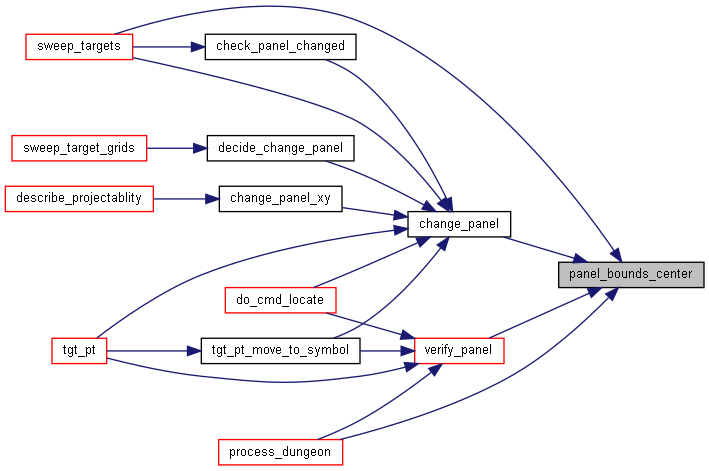 sweep_targets
check_panel_changed
sweep_target_grids
decide_change_panel
describe_projectablity
change_panel_xy
change_panel
panel_bounds_center
do_cmd_locate
tgt_pt
tgt_pt_move_to_symbol
verify_panel
process_dungeon